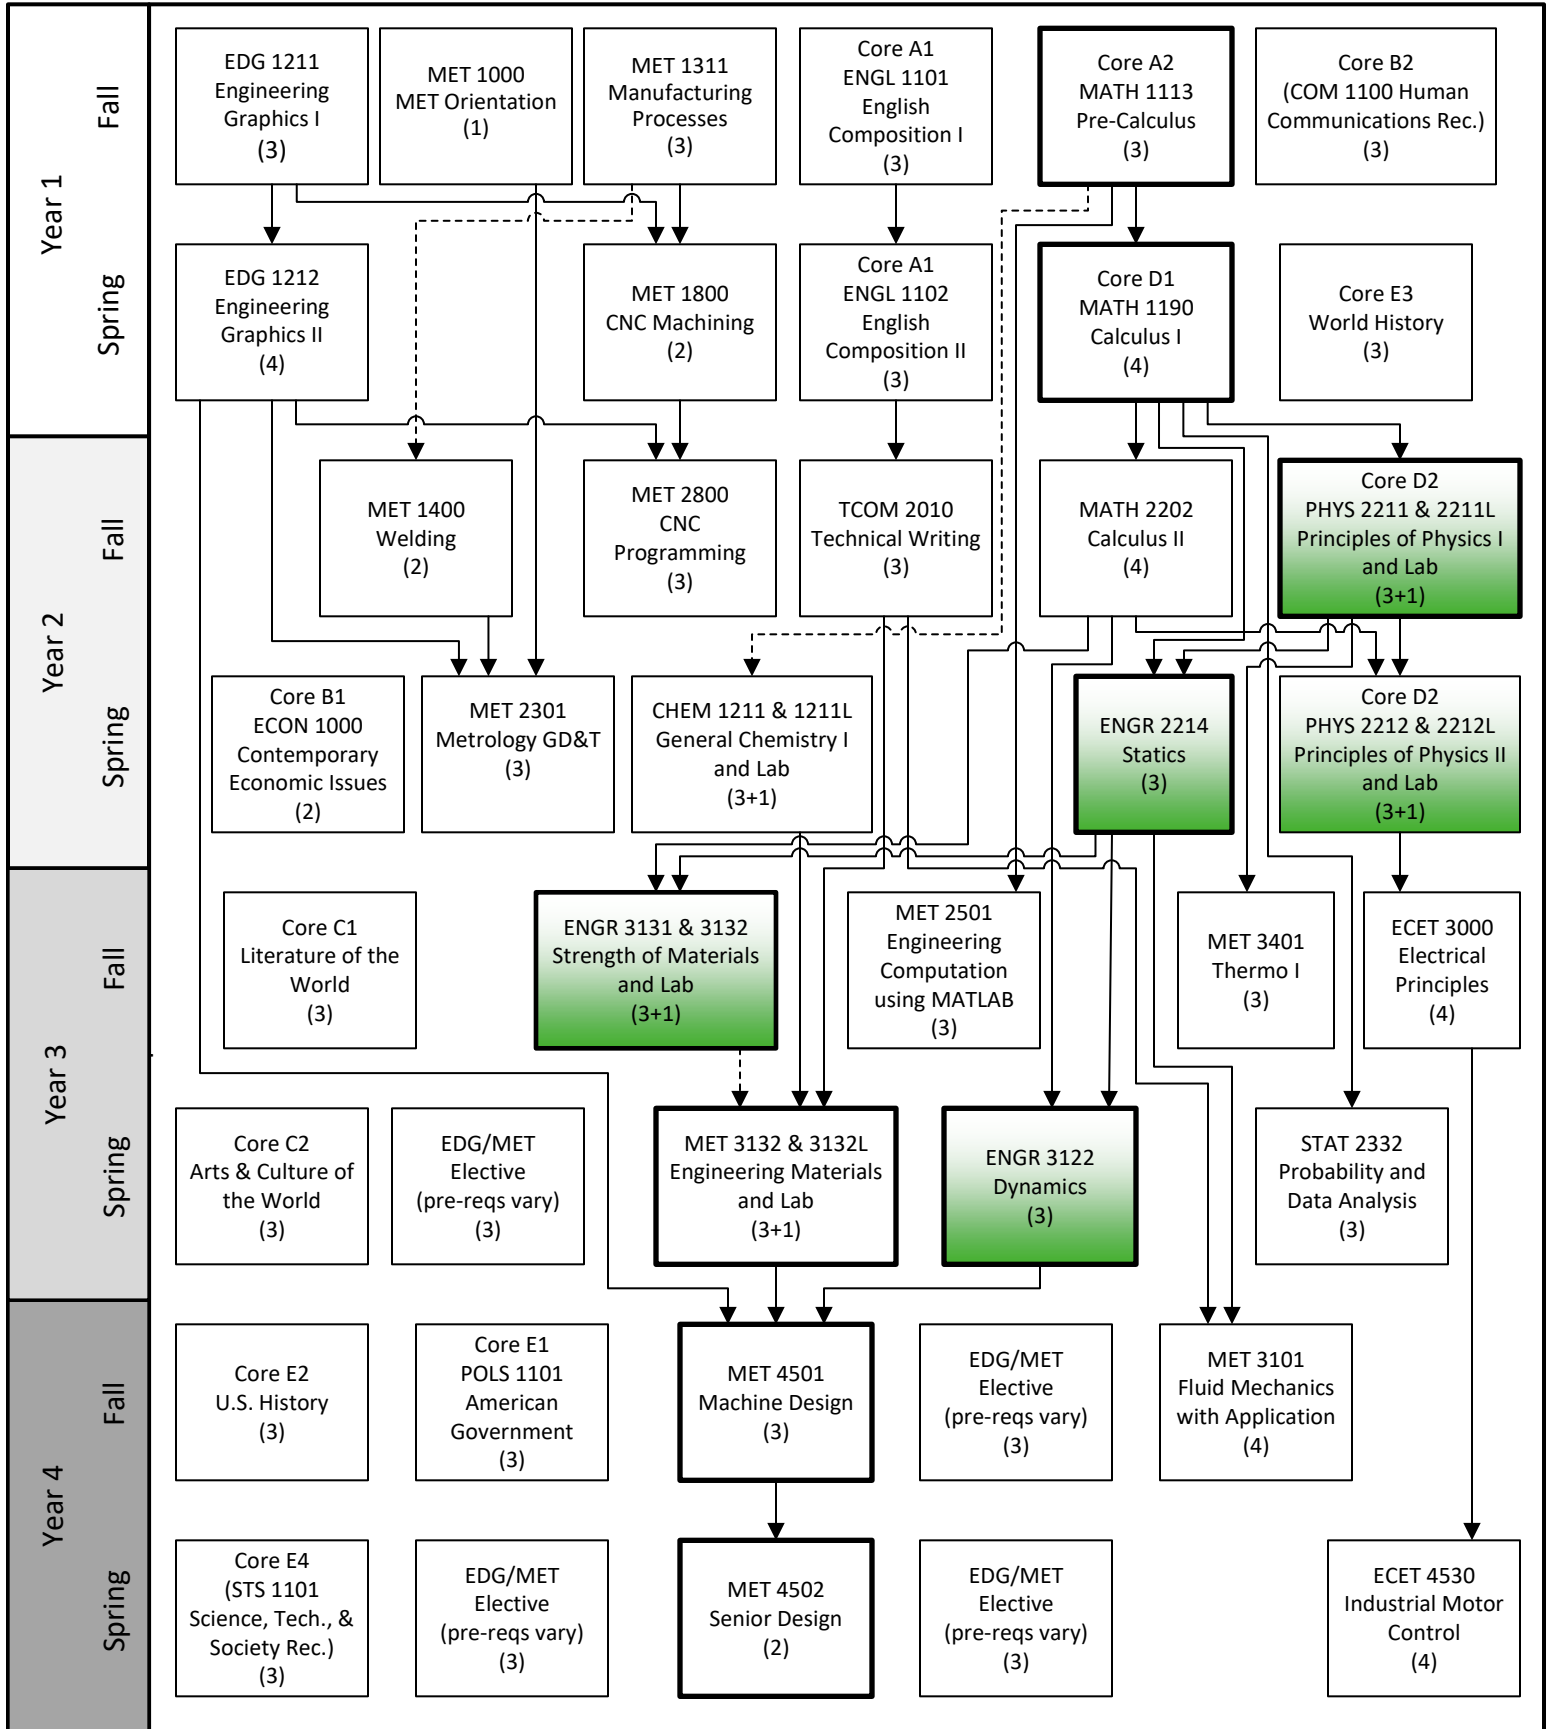 Year 1
Fall
EDG 1211
Engineering
Graphics I
(3)
MET 1000
MET Orientation
(1)
MET 1311
Manufacturing
Processes
(3)
Core A1
ENGL 1101
English
Composition I
(3)
Core A2
MATH 1113
Pre-Calculus
(3)
Core B2
(COM 1100 Human
Communications Rec.)
(3)
Spring
EDG 1212
Engineering
Graphics II
(4)
MET 1800
CNC Machining
(2)
Core A1
ENGL 1102
English
Composition II
(3)
Core D1
MATH 1190
Calculus I
(4)
Core E3
World History
(3)
Year 2
Fall
MET 1400
Welding
(2)
MET 2800
CNC
Programming
(3)
TCOM 2010
Technical Writing
(3)
MATH 2202
Calculus II
(4)
Core D2
PHYS 2211 & 2211L
Principles of Physics I
and Lab
(3+1)
Spring
Core B1
ECON 1000
Contemporary
Economic Issues
(2)
MET 2301
Metrology GD&T
(3)
CHEM 1211 & 1211L
General Chemistry I
and Lab
(3+1)
ENGR 2214
Statics
(3)
Core D2
PHYS 2212 & 2212L
Principles of Physics II
and Lab
(3+1)
Year 3
Fall
Core C1
Literature of the
World
(3)
ENGR 3131 & 3132
Strength of Materials
and Lab
(3+1)
MET 2501
Engineering
Computation
using MATLAB
(3)
MET 3401
Thermo I
(3)
ECET 3000
Electrical
Principles
(4)
Spring
Core C2
Arts & Culture of
the World
(3)
EDG/MET
Elective
(pre-reqs vary)
(3)
MET 3132 & 3132L
Engineering Materials
and Lab
(3+1)
ENGR 3122
Dynamics
(3)
STAT 2332
Probability and
Data Analysis
(3)
Year 4
Fall
Core E2
U.S. History
(3)
Core E1
POLS 1101
American
Government
(3)
MET 4501
Machine Design
(3)
EDG/MET
Elective
(pre-reqs vary)
(3)
MET 3101
Fluid Mechanics
with Application
(4)
Spring
Core E4
(STS 1101
Science, Tech., &
Society Rec.)
(3)
EDG/MET
Elective
(pre-reqs vary)
(3)
MET 4502
Senior Design
(2)
EDG/MET
Elective
(pre-reqs vary)
(3)
ECET 4530
Industrial Motor
Control
(4)